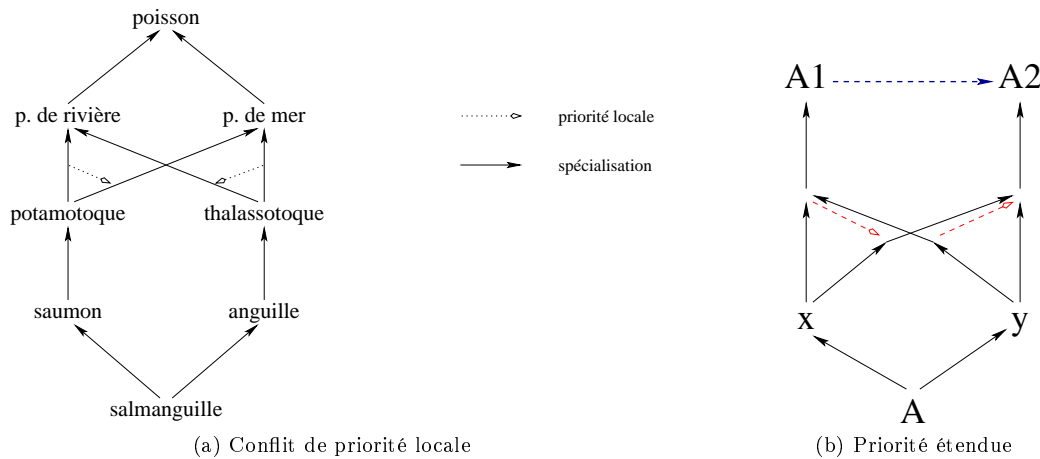 poisson
p. de rivière p. de mer
potamotoque thalassotoque
saumon anguille
salmanguille
priorité locale
spécialisation
(a) Conflit de priorité locale
A1 A2
x y
A
(b) Priorité étendue